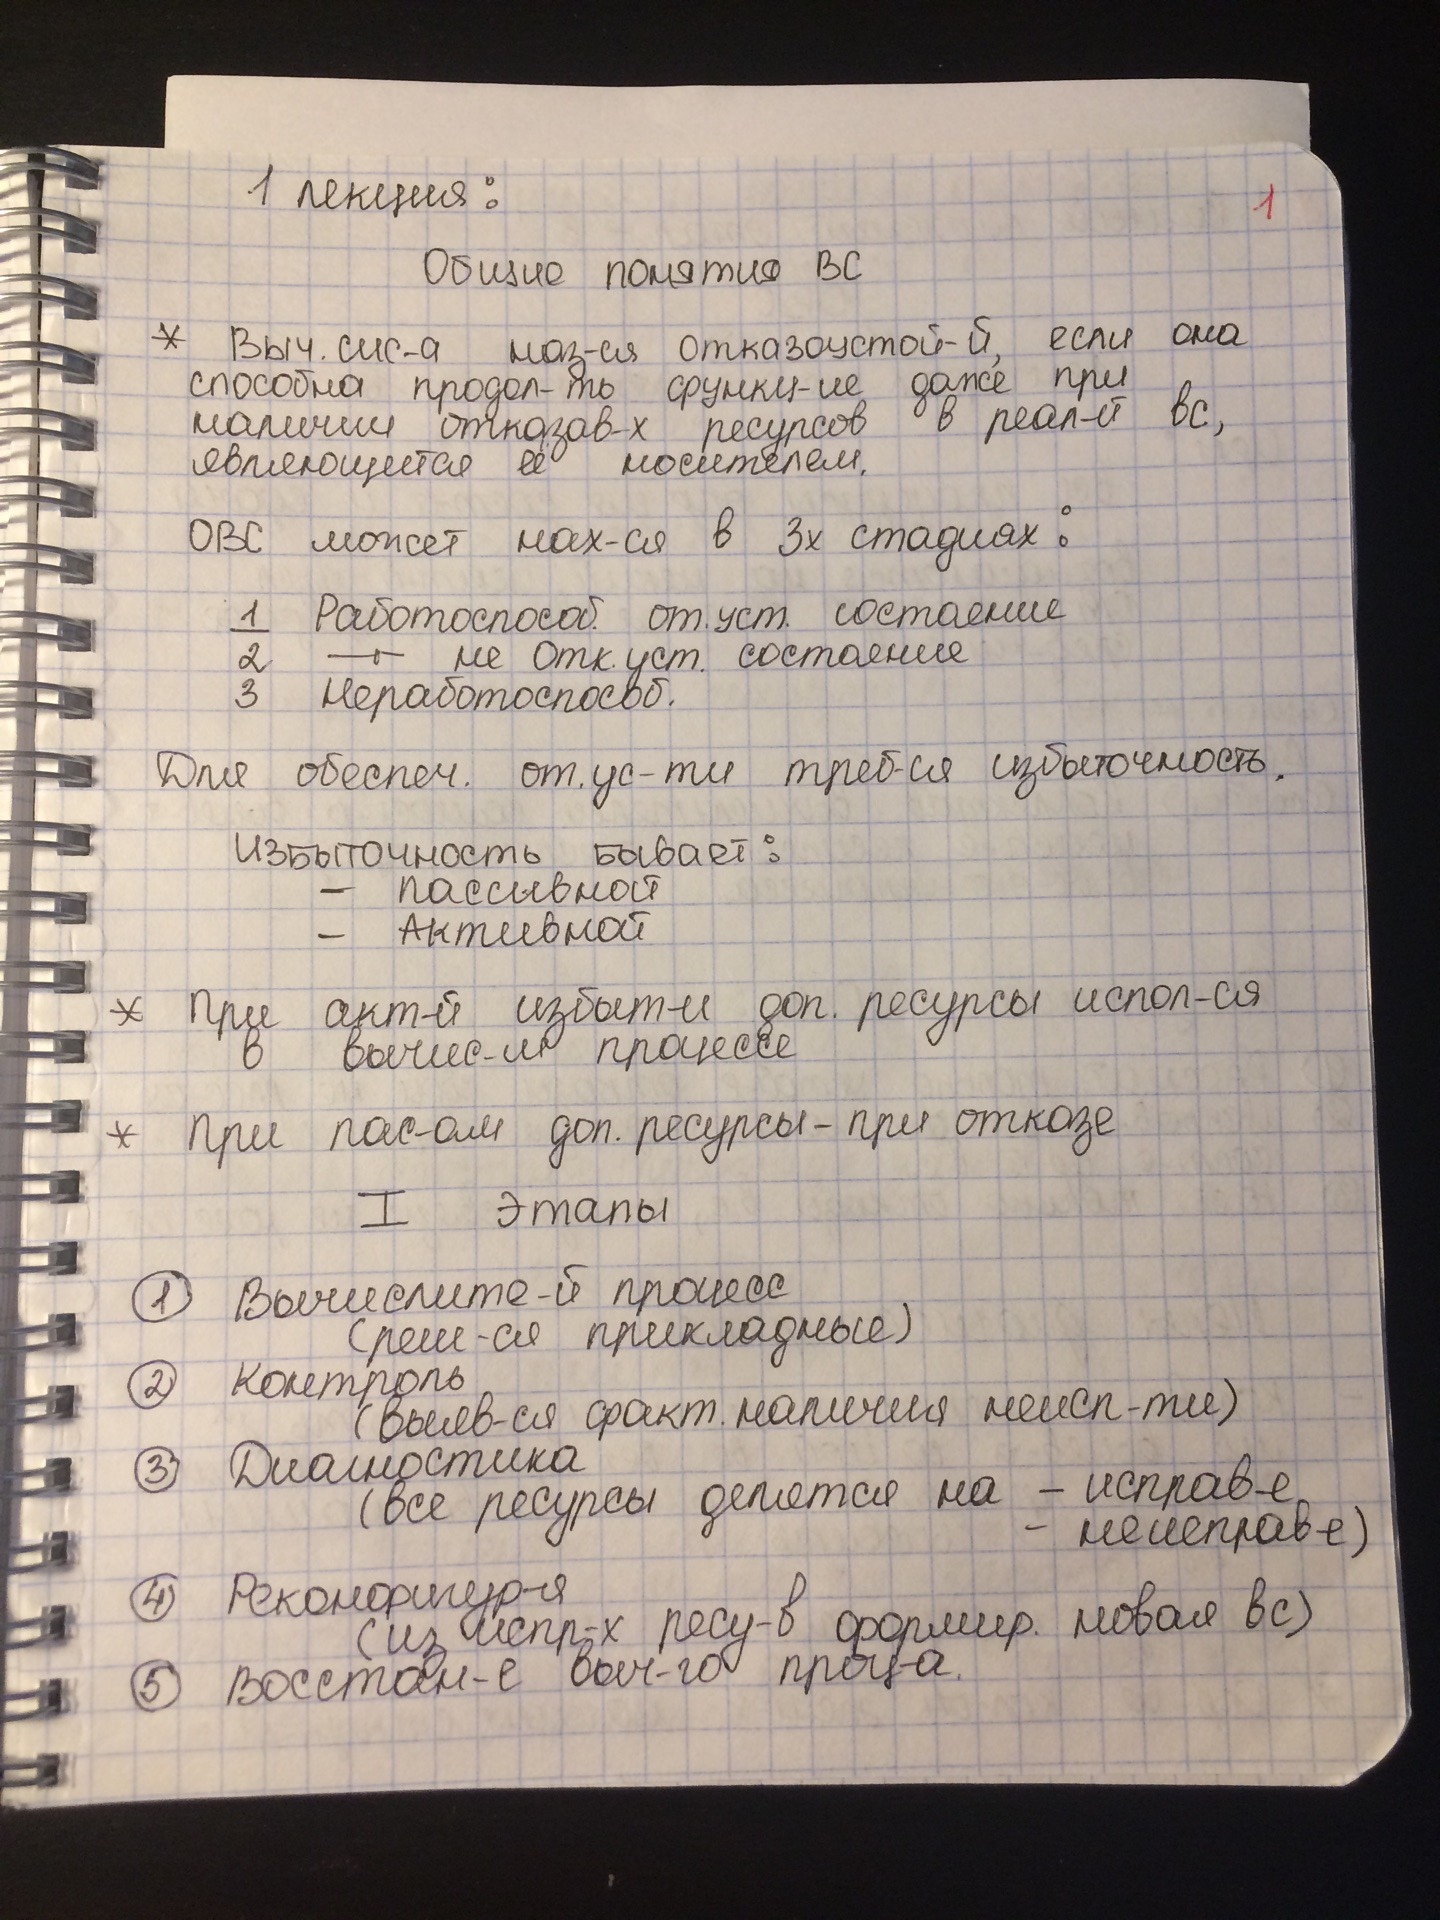 1 лекция:
1
Общие понятия ВС
* Выч. сис-а наз-ся отказоустой-й, если она
способна продол-ть функц-ие даже при
наличии отказав-х ресурсов в реал-й ВС,
являющейся её носителем.
ОВС может нах-ся в 3х стадиях:
1 Работоспособ. от.уст. состаение
2 —"— не отк.уст. состаение
3 Неработоспособ.
Для обеспеч. от.ус-ти треб-ся избыточность.
Избыточность бывает:
- пассивной
- Активной
* При акт-й избыт-и доп. ресурсы испол-ся
в вычис-м процессе
* При пас-ом доп. ресурсы - при отказе
I Этапы
① Вычислите-й процесс
(реш-ся прикладные)
② Контроль
(выяв-ся факт. наличия неисп-ти)
③ Диагностика
(все ресурсы делятся на - исправ-е
- неисправ-е)
④ Реконфигур-я
(из испр-х ресу-в формир. новая ВС)
⑤ Восстан-е выч-го проц-а.